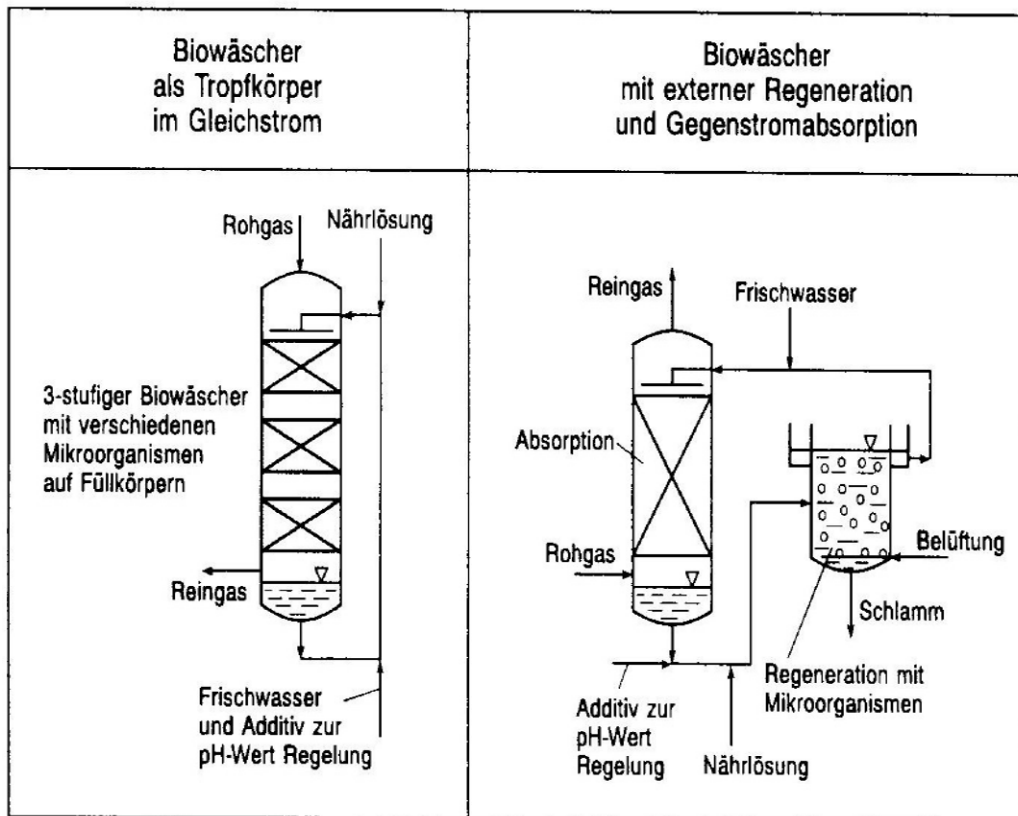 Biowäscher
als Tropfkörper
im Gleichstrom
Biowäscher
mit externer Regeneration
und Gegenstromabsorption
Rohgas
Nährlösung
3-stufiger Biowäscher
mit verschiedenen
Mikroorganismen
auf Füllkörpern
Reingas
Frischwasser
und Additiv zur
pH-Wert Regelung
Reingas
Frischwasser
Absorption
Rohgas
Belüftung
Schlamm
Regeneration mit
Mikroorganismen
Additiv zur
pH-Wert
Regelung
Nährlösung